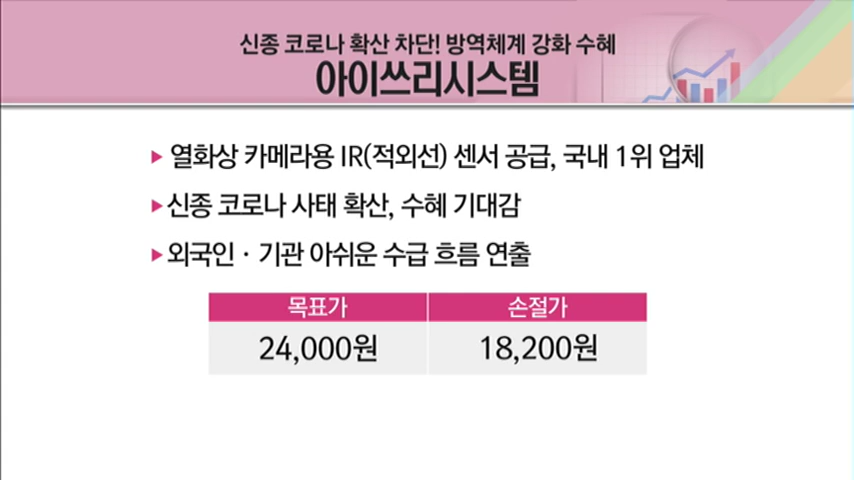 신종 코로나 확산 차단! 방역체계 강화 수혜
아이쓰리시스템
▶ 열화상 카메라용 IR(적외선) 센서 공급, 국내 1위 업체
▶ 신종 코로나 사태 확산, 수혜 기대감
▶ 외국인 · 기관 아쉬운 수급 흐름 연출
목표가 손절가
24,000원 18,200원